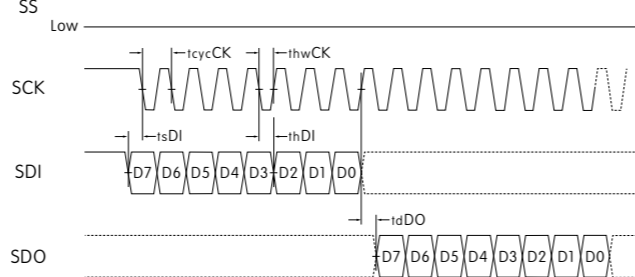 SS
Low
tcycCK
thwCK
SCK
tsDI
thDI
SDI
D7 D6 D5 D4 D3 D2 D1 D0
tdDO
SDO
D7 D6 D5 D4 D3 D2 D1 D0